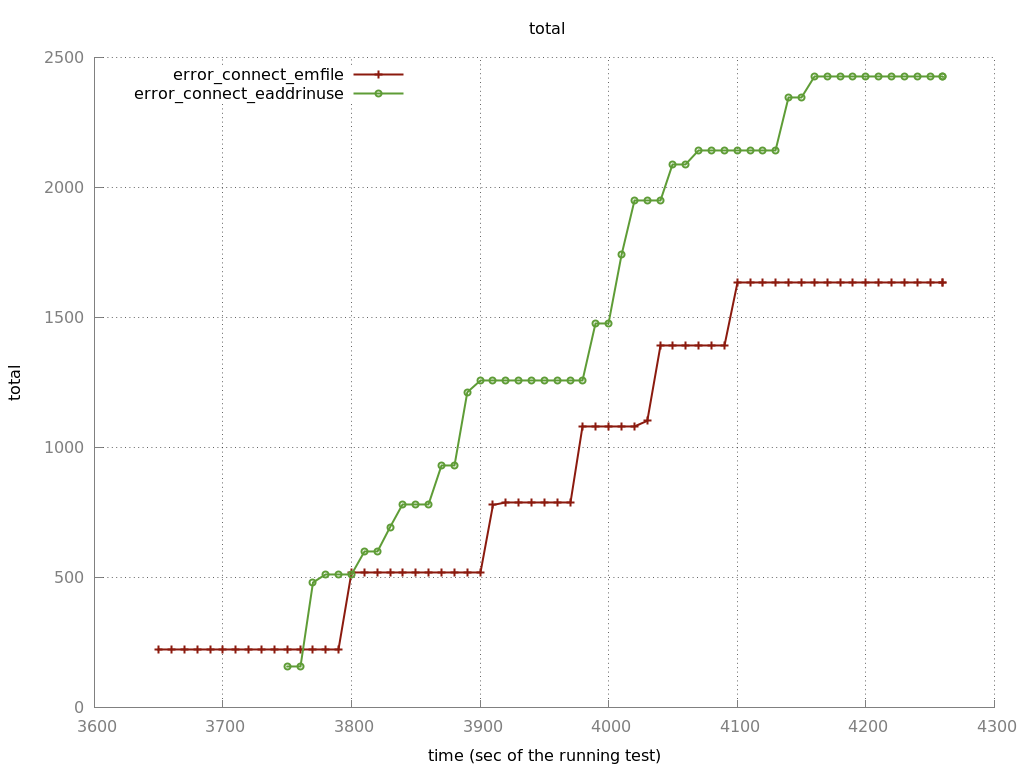 total
2500
error_connect_emfile
error_connect_eaddrinuse
2000
1500
total
1000
500
0
3600 3700 3800 3900 4000 4100 4200 4300
time (sec of the running test)